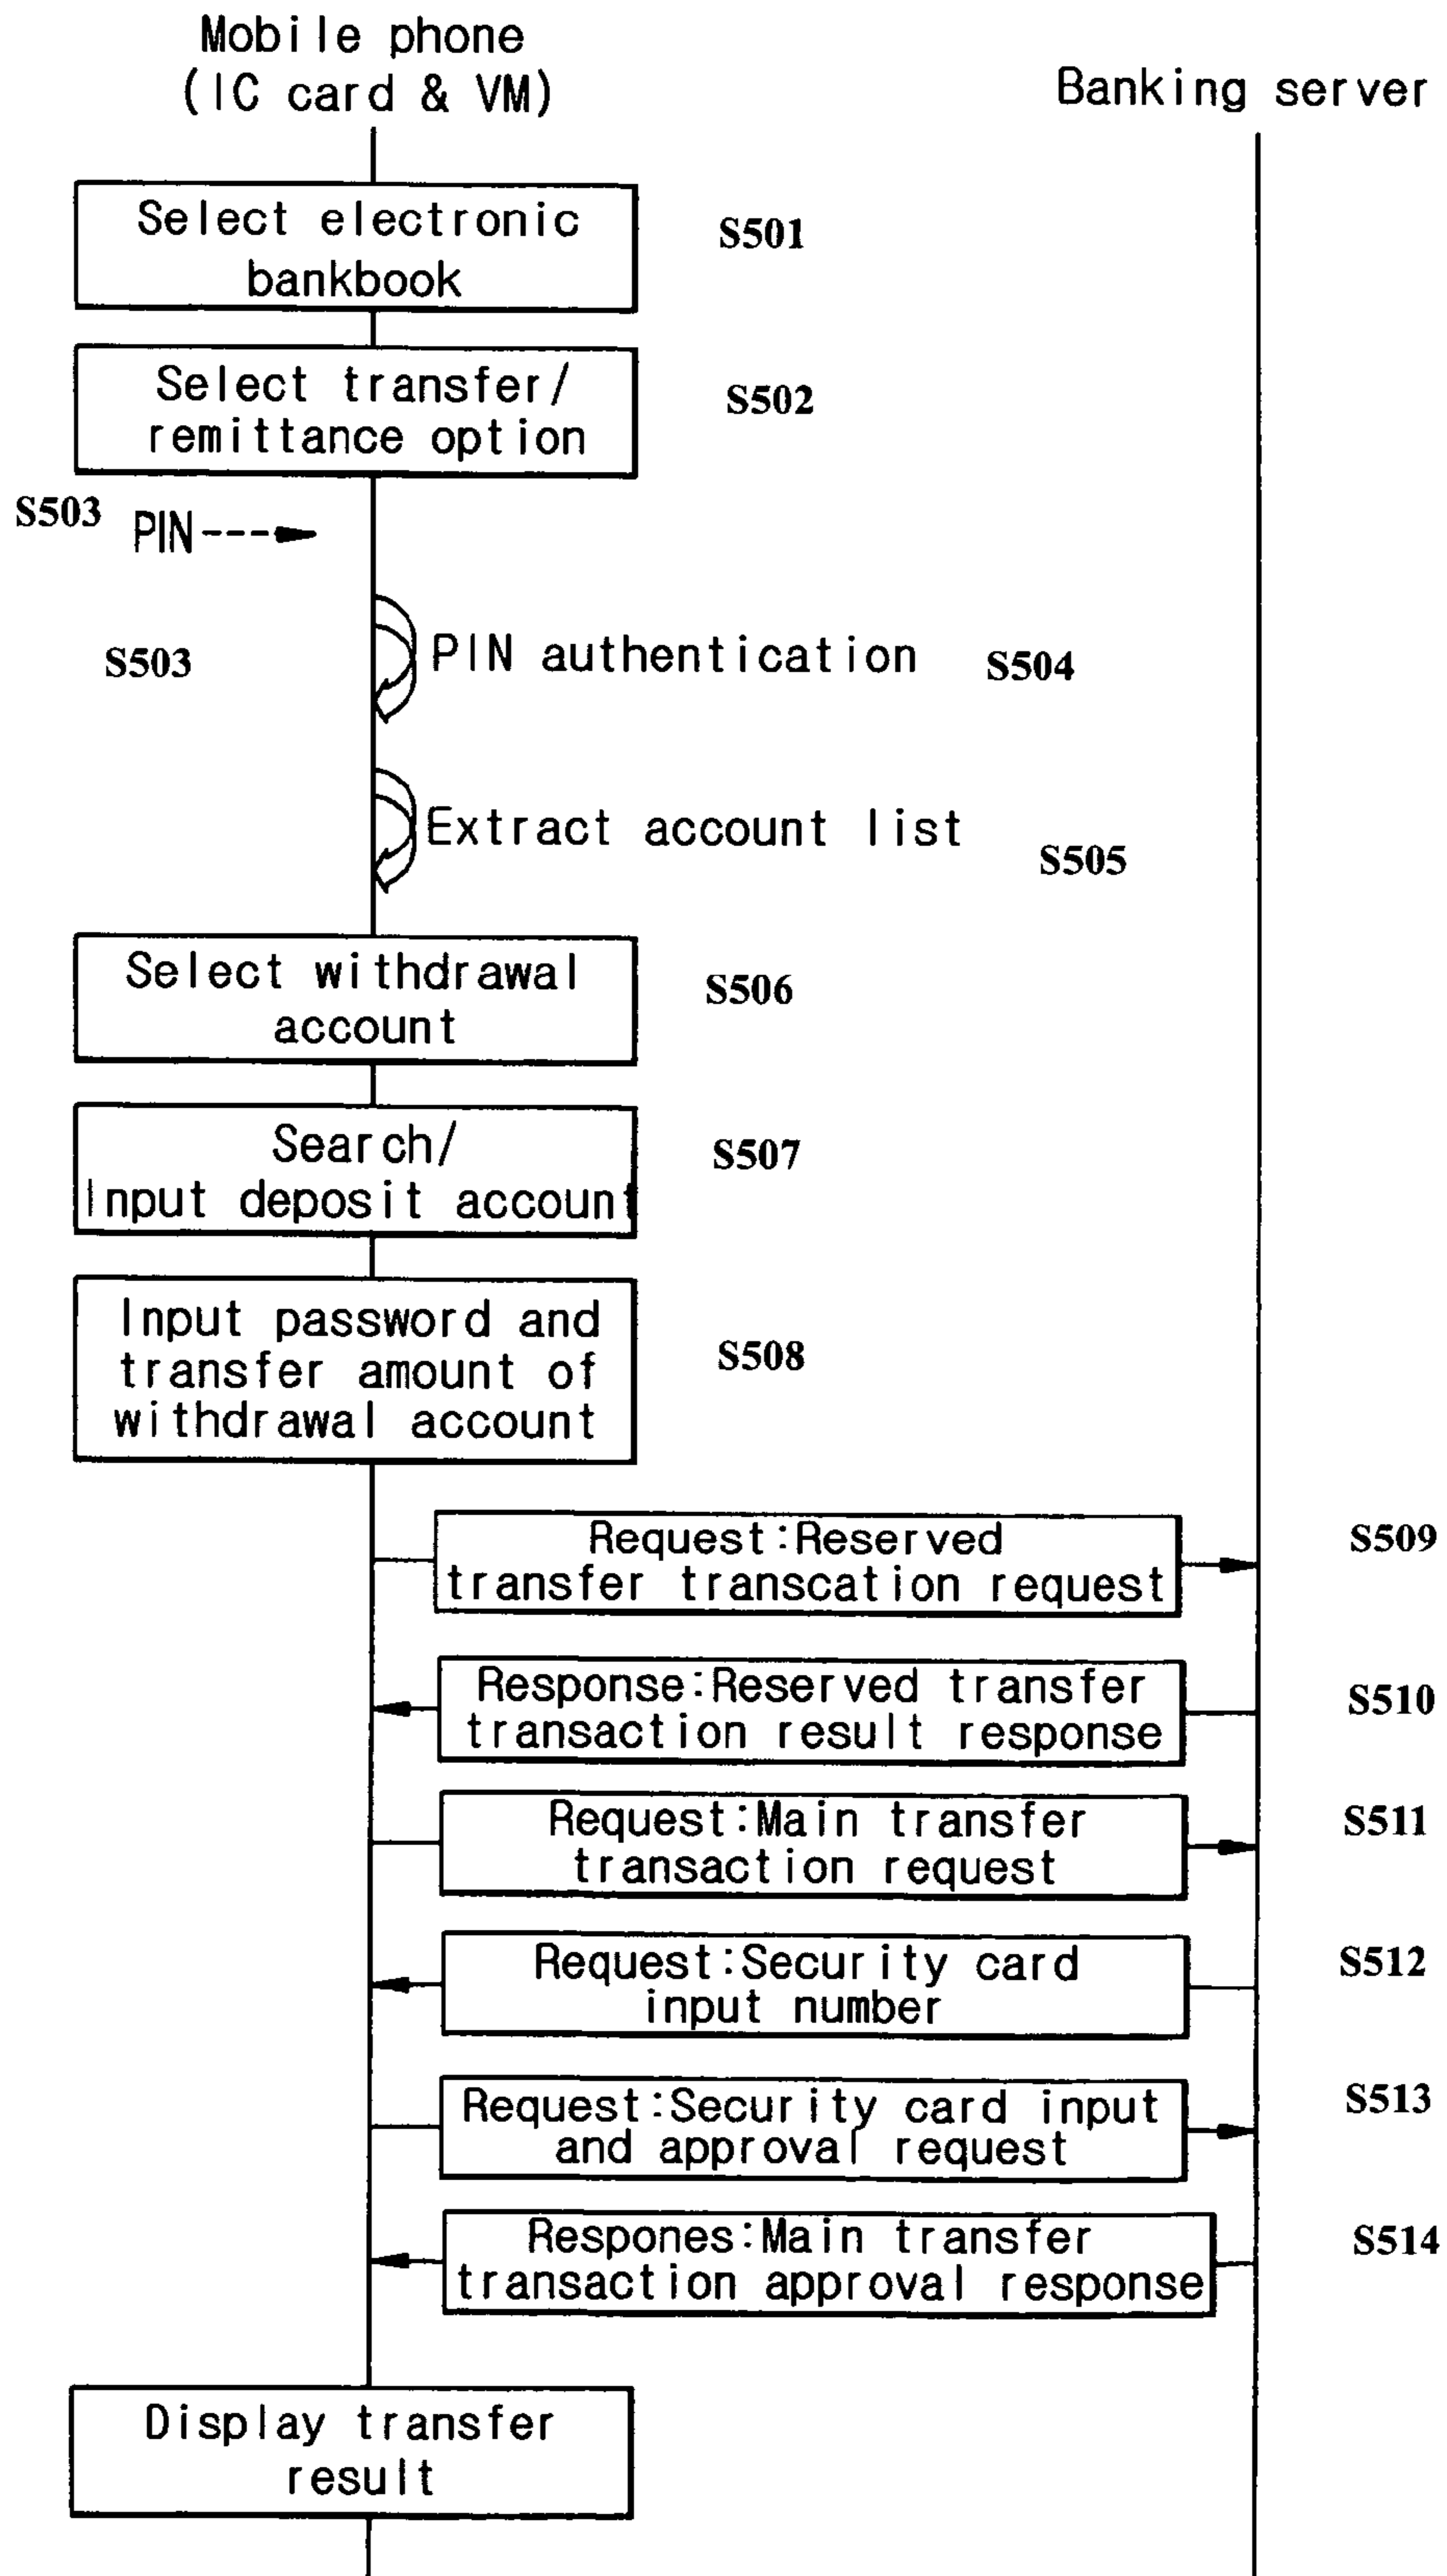 Mobile phone
(IC card & VM)
Banking server
Select electronic
bankbook
S501
Select transfer/
remittance option
S502
S503
PIN
S503
PIN authentication
S504
Extract account list
S505
Select withdrawal
account
S506
Search/
Input deposit account
S507
Input password and
transfer amount of
withdrawal account
S508
Request:Reserved
transfer transcation request
S509
Response:Reserved transfer
transaction result response
S510
Request:Main transfer
transaction request
S511
Request:Security card
input number
S512
Request:Security card input
and approval request
S513
Respones:Main transfer
transaction approval response
S514
Display transfer
result